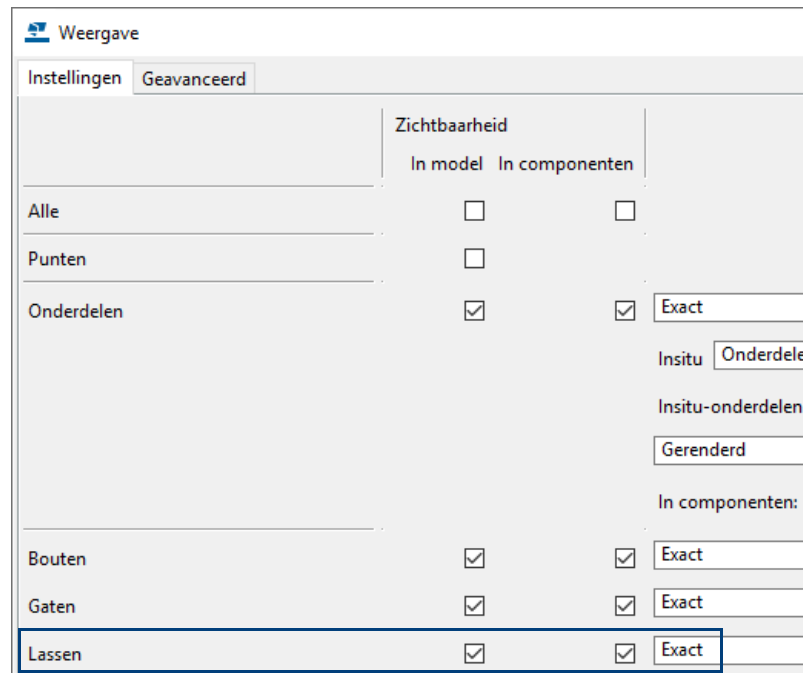 Weergave
Instellingen Geavanceerd
Zichtbaarheid
In model In componenten
Alle
Punten
Onderdelen Exact
Insitu Onderdele
Insitu-onderdelen
Gerenderd
In componenten:
Bouten Exact
Gaten Exact
Lassen Exact